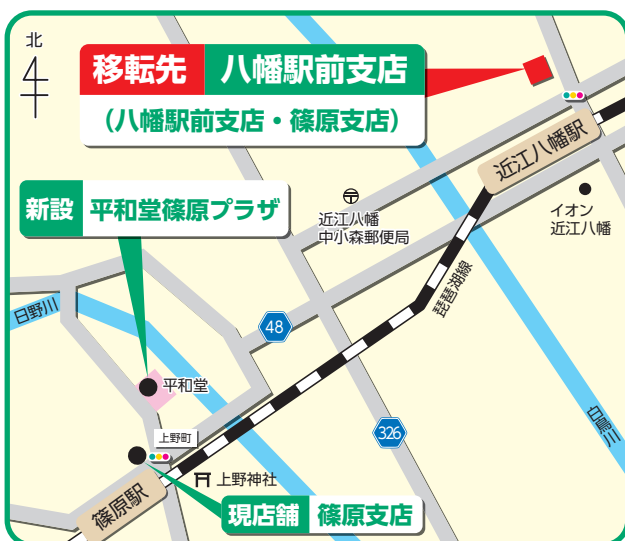 北
移転先 八幡駅前支店
（八幡駅前支店・篠原支店）
近江八幡駅
新設 平和堂篠原プラザ
近江八幡
中小森郵便局
イオン
近江八幡
琵琶湖線
日野川
48
平和堂
白鳥川
326
上野町
上野神社
篠原駅
現店舗 篠原支店